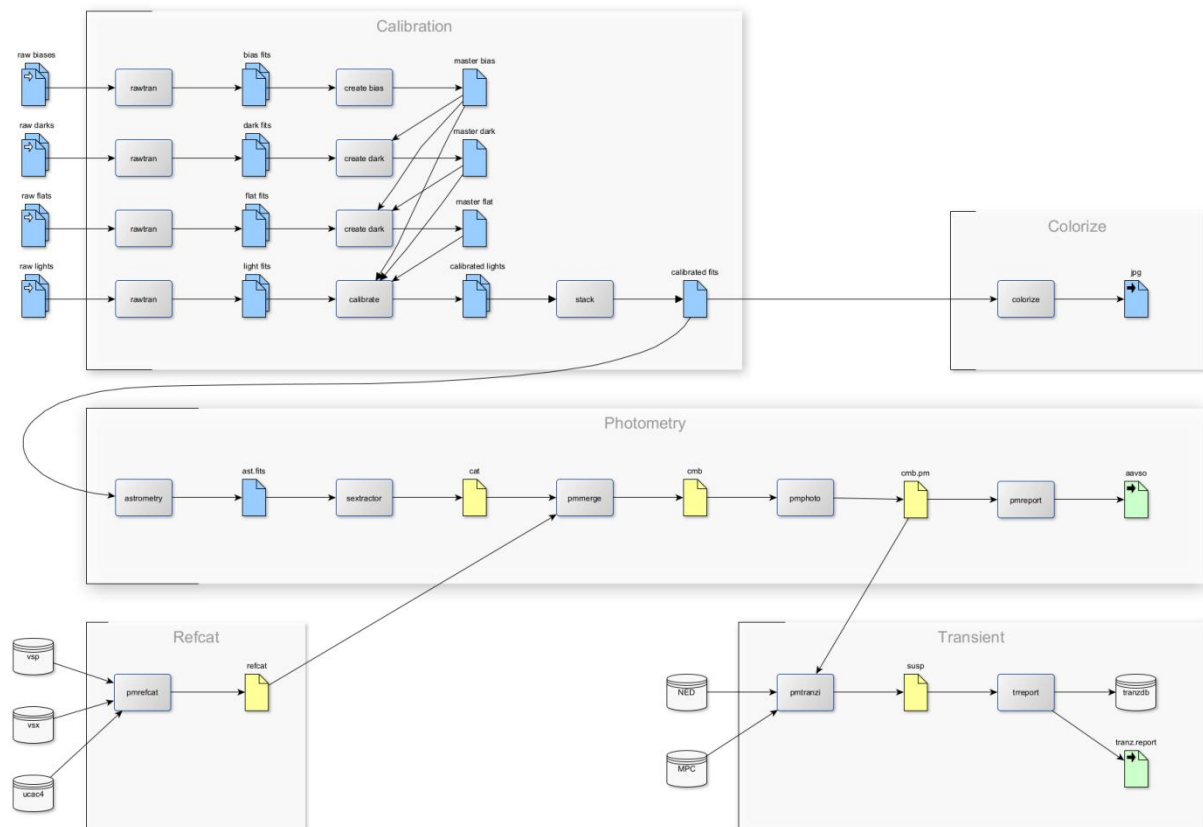 Calibration
raw biases
bias fits
master bias
rawtran
create bias
raw darks
dark fits
master dark
rawtran
create dark
raw flats
flat fits
master flat
rawtran
create dark
raw lights
light fits
calibrated lights
calibrated fits
rawtran
calibrate
stack
Colorize
jpg
colorize
Photometry
ast.fits
cat
cmb
cmb.pm
aavso
astrometry
sextractor
pmmerge
pmphoto
pmreport
Refcat
vsp
refcat
pmrefcat
vsx
ucac4
Transient
susp
NED
pmtranzi
trreport
tranzdb
tranz.report
MPC